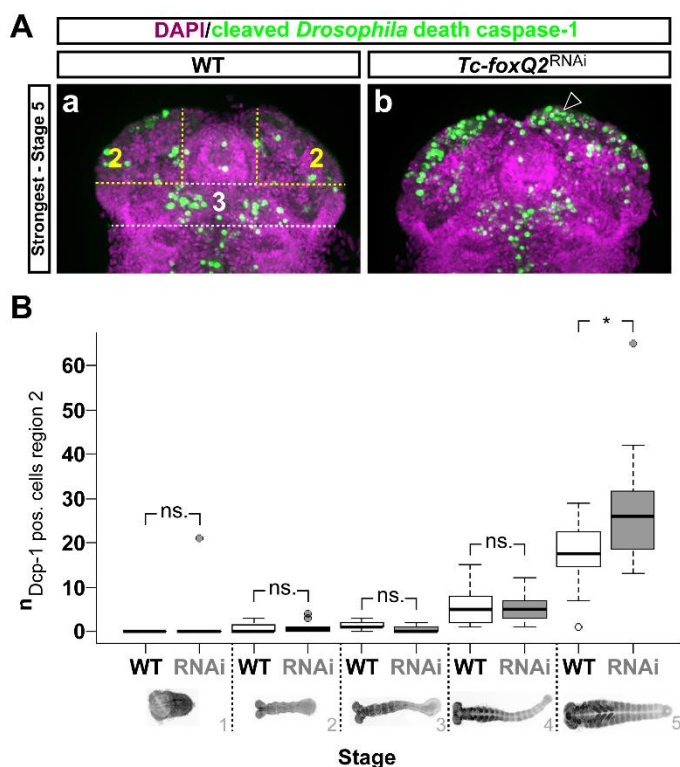 A
DAPI/cleaved Drosophila death caspase-1
WT
Tc-foxQ2RNAi
Strongest - Stage 5
a
2
2
3
b
B
nDcp-1 pos. cells region 2
60
50
40
30
20
10
0
ns.
ns.
ns.
ns.
*
WT RNAi WT RNAi WT RNAi WT RNAi WT RNAi
1 2 3 4 5
Stage